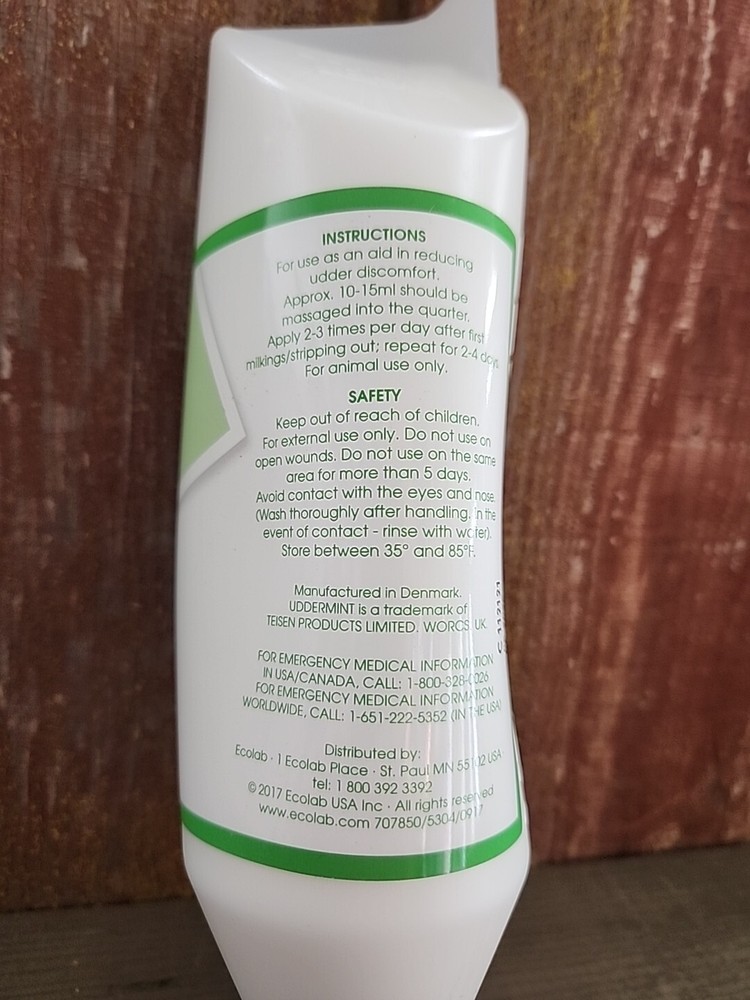 INSTRUCTIONS
For use as an aid in reducing
udder discomfort.
Approx. 10-15ml should be
massaged into the quarter.
Apply 2-3 times per day after first
milkings/stripping out; repeat for 2-4 days
For animal use only.
SAFETY
Keep out of reach of children.
For external use only. Do not use on
open wounds. Do not use on the same
area for more than 5 days.
Avoid contact with the eyes and nose.
(Wash thoroughly after handling. In the
event of contact - rinse with water).
Store between 35° and 85°F.
Manufactured in Denmark.
UDDERMINT is a trademark of
TEISEN PRODUCTS LIMITED. WORCS, UK.
FOR EMERGENCY MEDICAL INFORMATION
IN USA/CANADA, CALL: 1-800-328-0026
FOR EMERGENCY MEDICAL INFORMATION
WORLDWIDE, CALL: 1-651-222-5352 (IN THE USA)
Distributed by:
Ecolab · 1 Ecolab Place · St. Paul MN 55102 USA
tel: 1 800 392 3392
© 2017 Ecolab USA Inc · All rights reserved
www.ecolab.com 707850/5304/0917